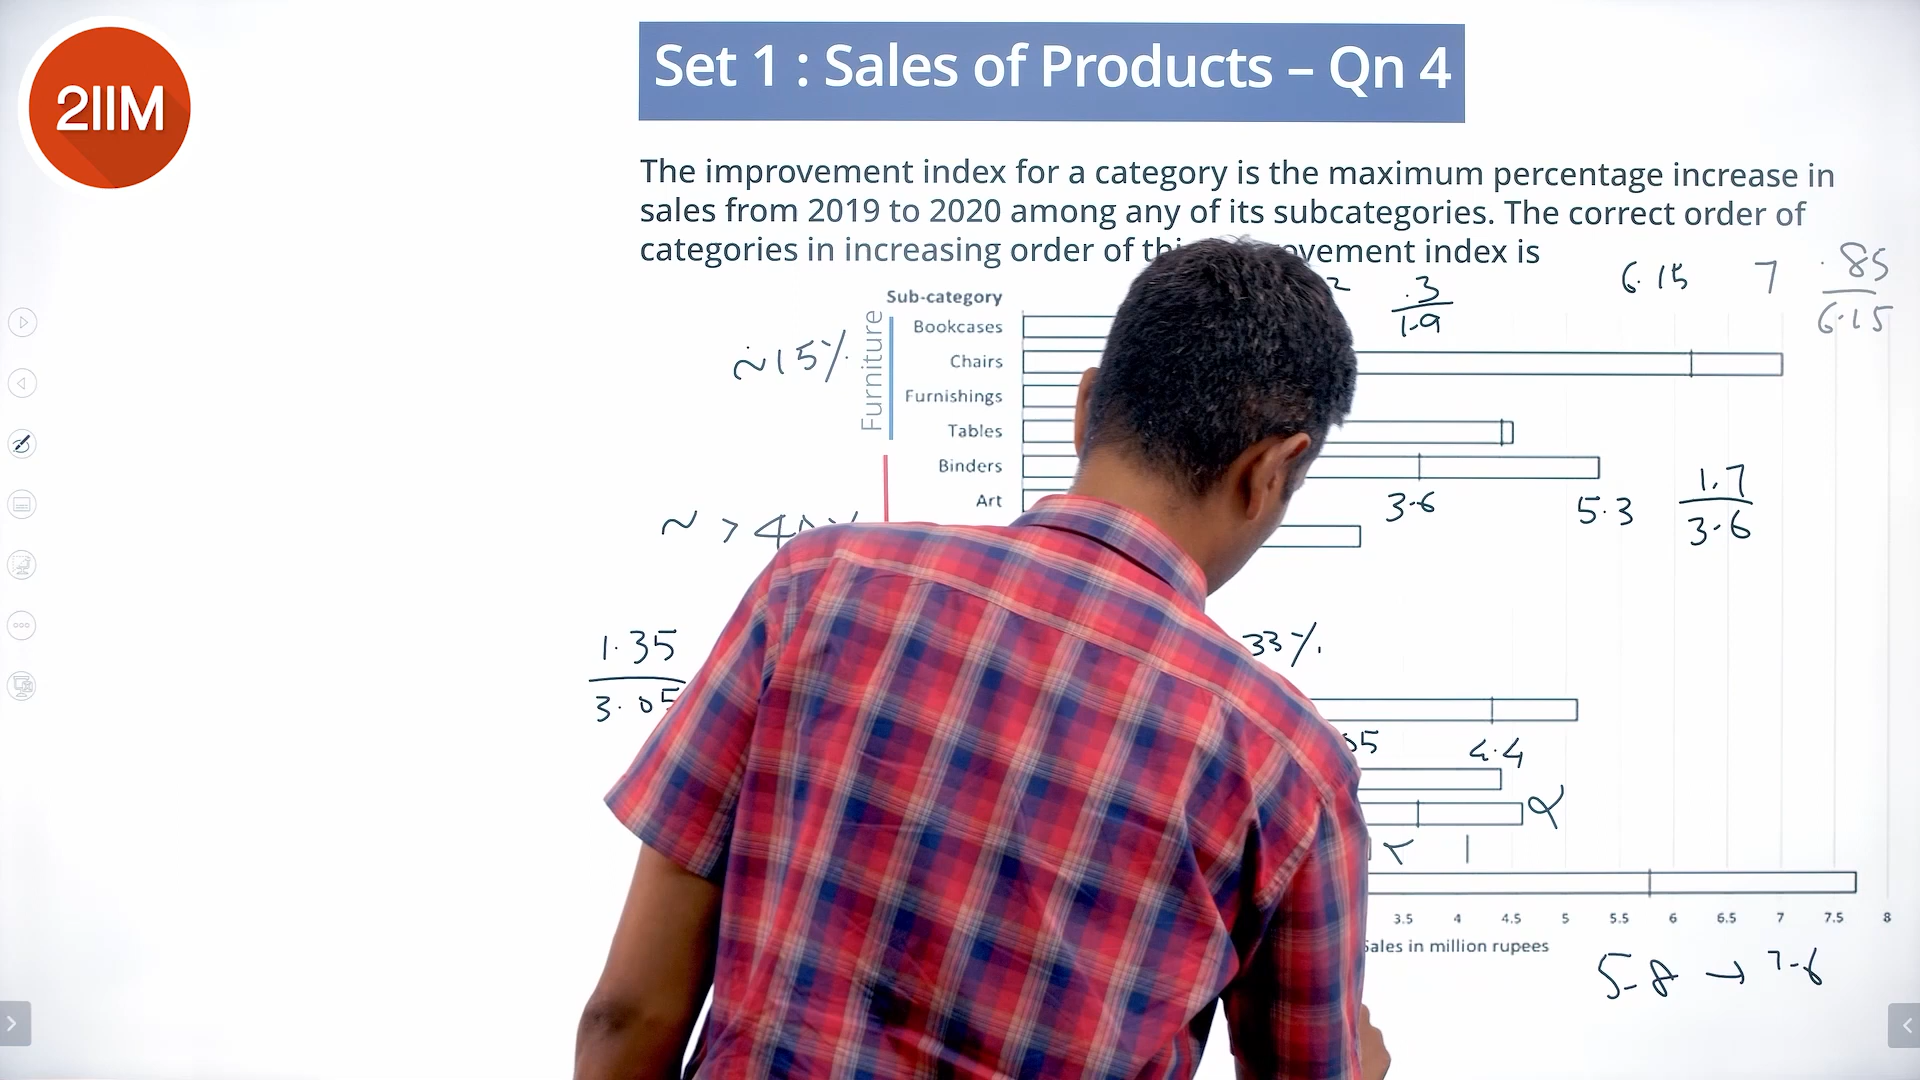 2IIM
Set 1 : Sales of Products – Qn 4
The improvement index for a category is the maximum percentage increase in
sales from 2019 to 2020 among any of its subcategories. The correct order of
categories in increasing order of vement index is
6.15 7 .85
6.15
.3
1.9
Sub-category
Furniture
Bookcases
Chairs
Furnishings
Tables
Binders
Art
~15%
3.6
5.3
1.7
3.6
~ >
1.35
3.05
33%
4.4
3.5 4 4.5 5 5.5 6 6.5 7 7.5 8
Sales in million rupees
5.8 → 7.6